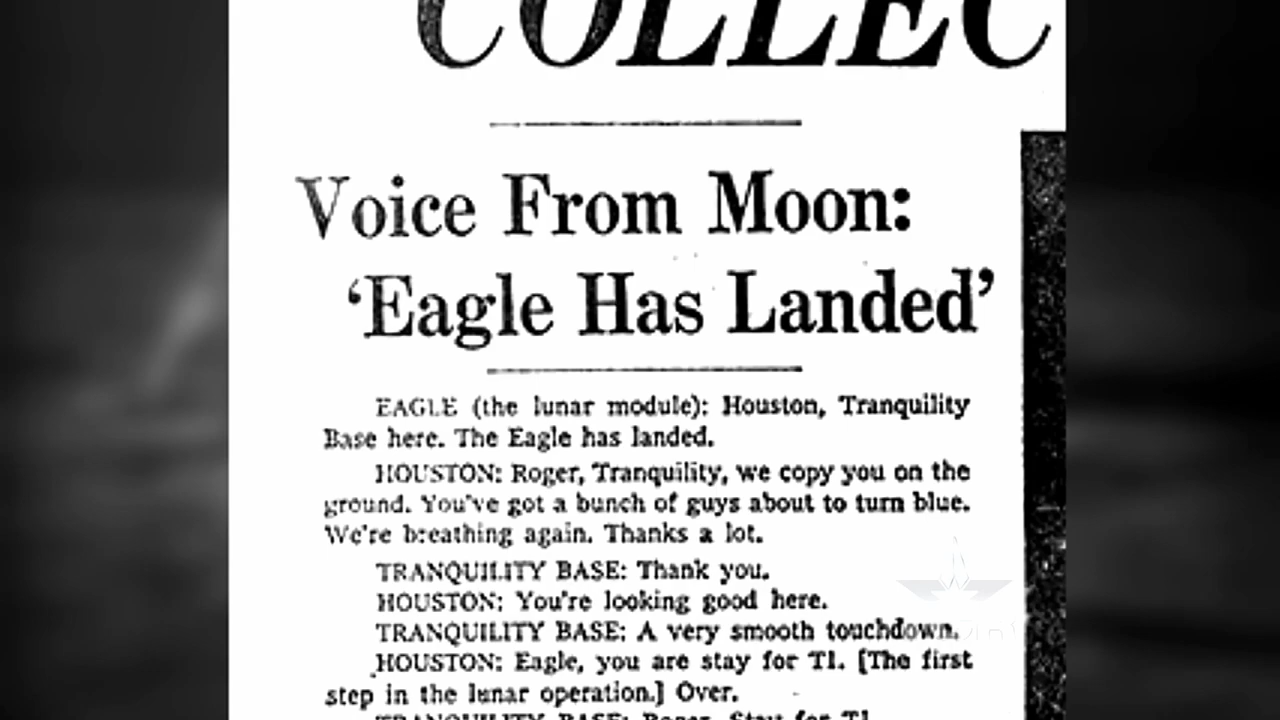 COLLEC
Voice From Moon:
‘Eagle Has Landed’
EAGLE (the lunar module): Houston, Tranquility
Base here. The Eagle has landed.
HOUSTON: Roger, Tranquility, we copy you on the
ground. You've got a bunch of guys about to turn blue.
We're breathing again. Thanks a lot.
TRANQUILITY BASE: Thank you.
HOUSTON: You're looking good here.
TRANQUILITY BASE: A very smooth touchdown.
HOUSTON: Eagle, you are stay for T1. [The first
step in the lunar operation.] Over.
TRANQUILITY BASE: Roger. Stay for T1.